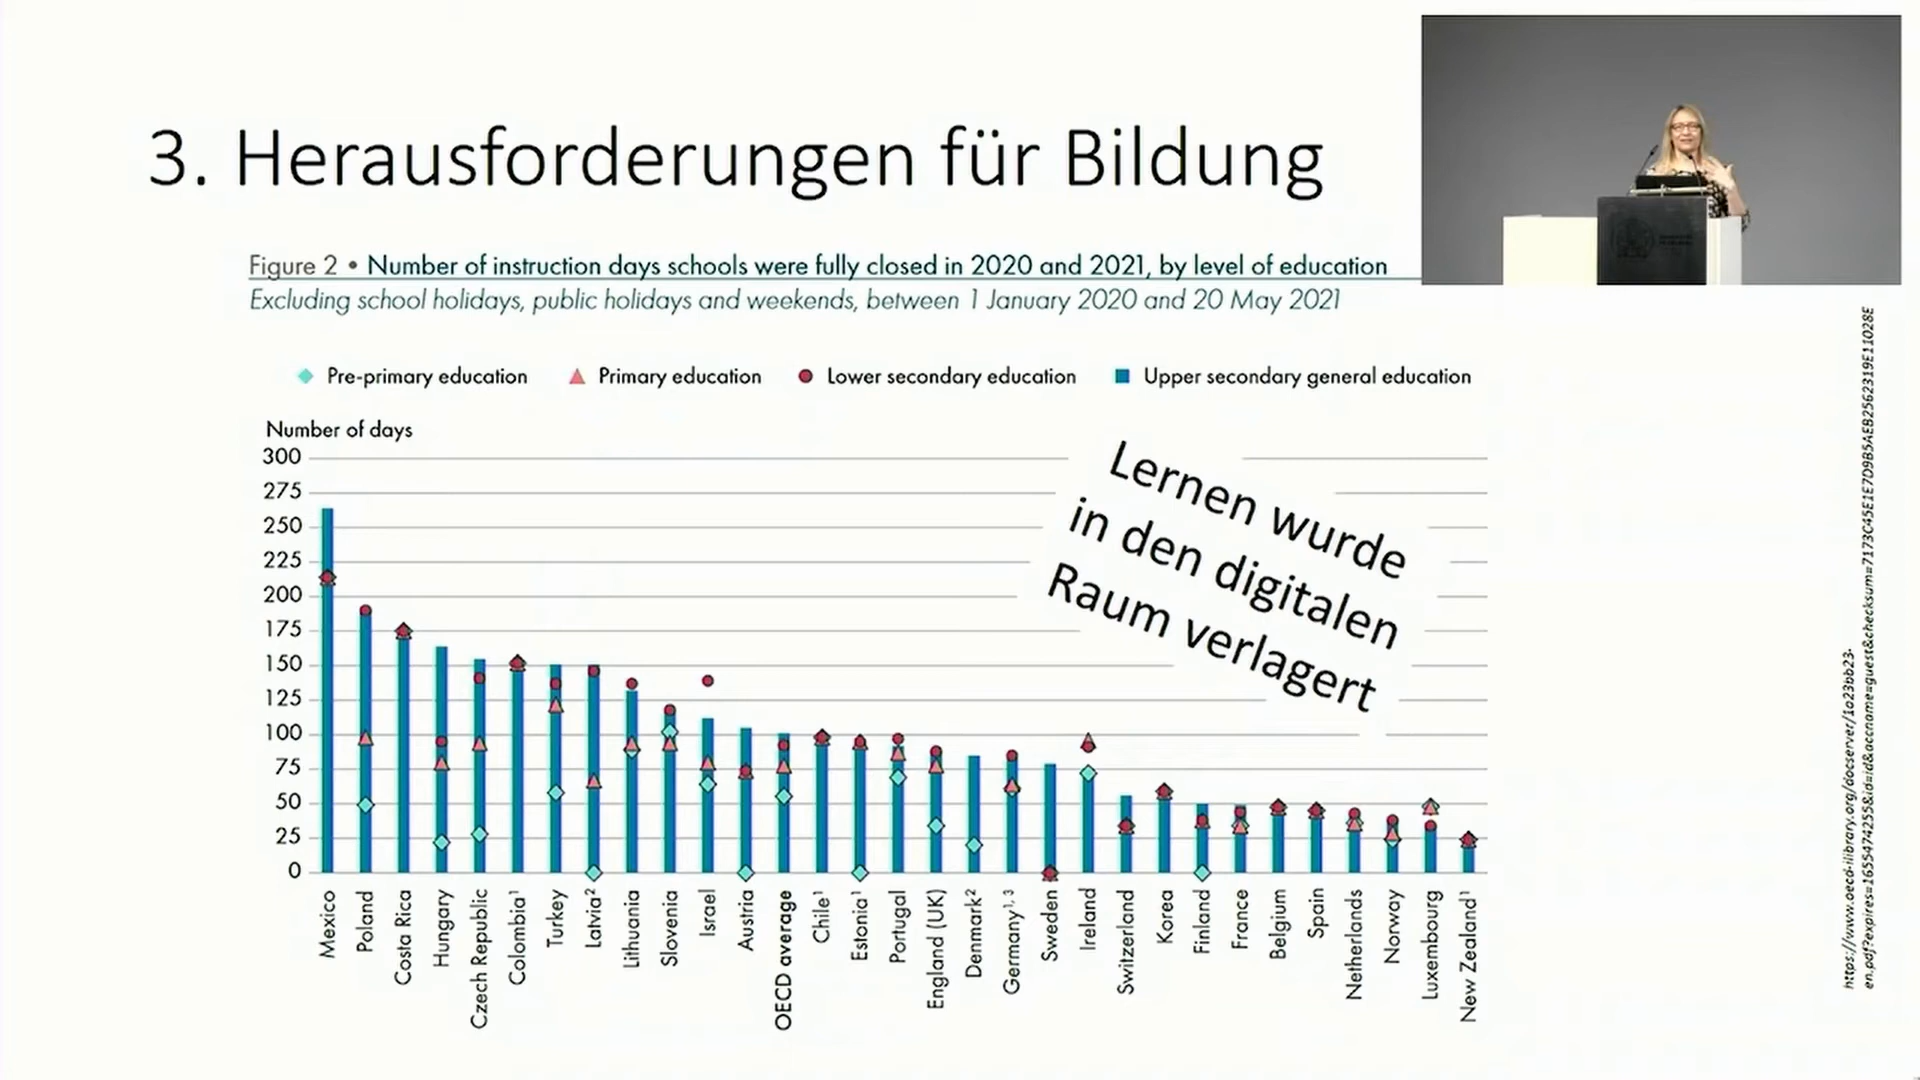 3. Herausforderungen für Bildung
Figure 2 • Number of instruction days schools were fully closed in 2020 and 2021, by level of education
Excluding school holidays, public holidays and weekends, between 1 January 2020 and 20 May 2021
Pre-primary education
Primary education
Lower secondary education
Upper secondary general education
Number of days
300
275
250
225
200
175
150
125
100
75
50
25
0
Lernen wurde
in den digitalen
Raum verlagert
Mexico
Poland
Costa Rica
Hungary
Czech Republic
Colombia¹
Turkey
Latvia²
Lithuania
Slovenia
Israel
Austria
OECD average
Chile¹
Estonia¹
Portugal
England (UK)
Denmark²
Germany¹˒³
Sweden
Ireland
Switzerland
Korea
Finland
France
Belgium
Spain
Netherlands
Norway
Luxembourg
New Zealand¹
https://www.oecd-ilibrary.org/docserver/1a23bb23-
en.pdf?expires=1655474255&id=id&accname=guest&checksum=7173C45E1E7D9B5AEB2562319E11028E